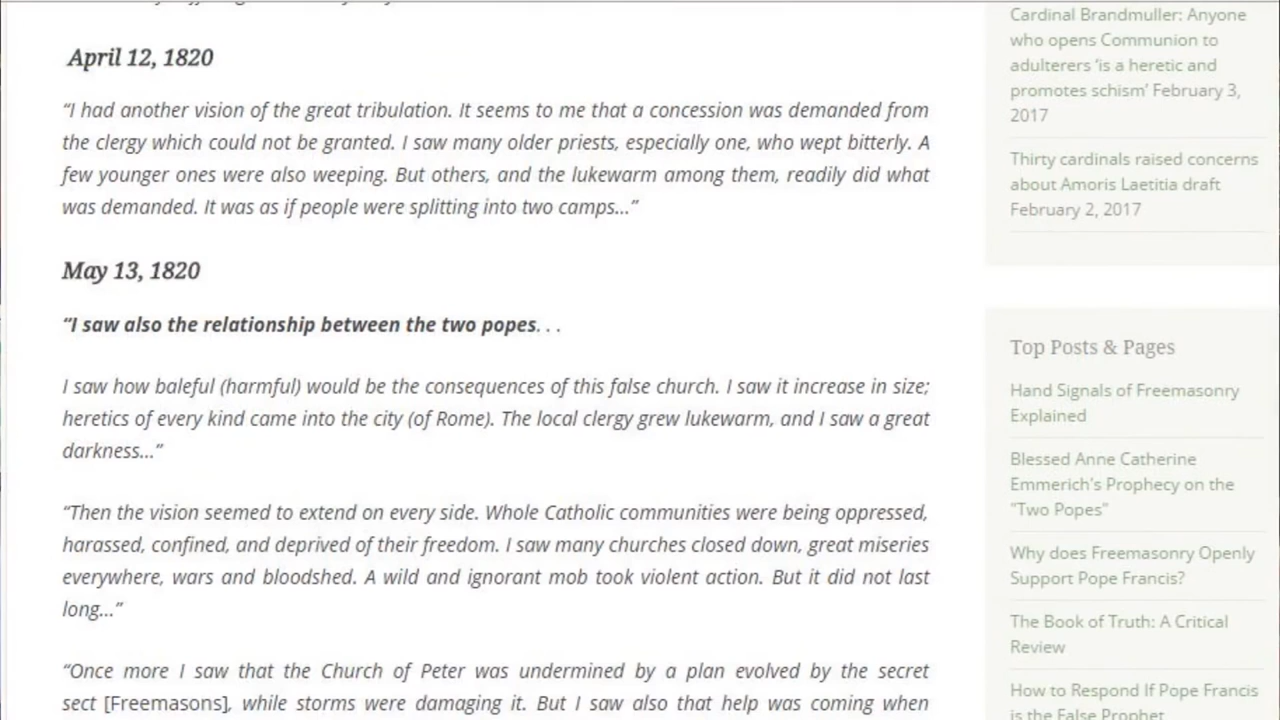 April 12, 1820
“I had another vision of the great tribulation. It seems to me that a concession was demanded from
the clergy which could not be granted. I saw many older priests, especially one, who wept bitterly. A
few younger ones were also weeping. But others, and the lukewarm among them, readily did what
was demanded. It was as if people were splitting into two camps…”
May 13, 1820
“I saw also the relationship between the two popes. . .
I saw how baleful (harmful) would be the consequences of this false church. I saw it increase in size;
heretics of every kind came into the city (of Rome). The local clergy grew lukewarm, and I saw a great
darkness…”
“Then the vision seemed to extend on every side. Whole Catholic communities were being oppressed,
harassed, confined, and deprived of their freedom. I saw many churches closed down, great miseries
everywhere, wars and bloodshed. A wild and ignorant mob took violent action. But it did not last
long…”
“Once more I saw that the Church of Peter was undermined by a plan evolved by the secret
sect [Freemasons], while storms were damaging it. But I saw also that help was coming when
Cardinal Brandmuller: Anyone
who opens Communion to
adulterers ‘is a heretic and
promotes schism’ February 3,
2017
Thirty cardinals raised concerns
about Amoris Laetitia draft
February 2, 2017
Top Posts & Pages
Hand Signals of Freemasonry
Explained
Blessed Anne Catherine
Emmerich's Prophecy on the
"Two Popes"
Why does Freemasonry Openly
Support Pope Francis?
The Book of Truth: A Critical
Review
How to Respond If Pope Francis
is the False Prophet